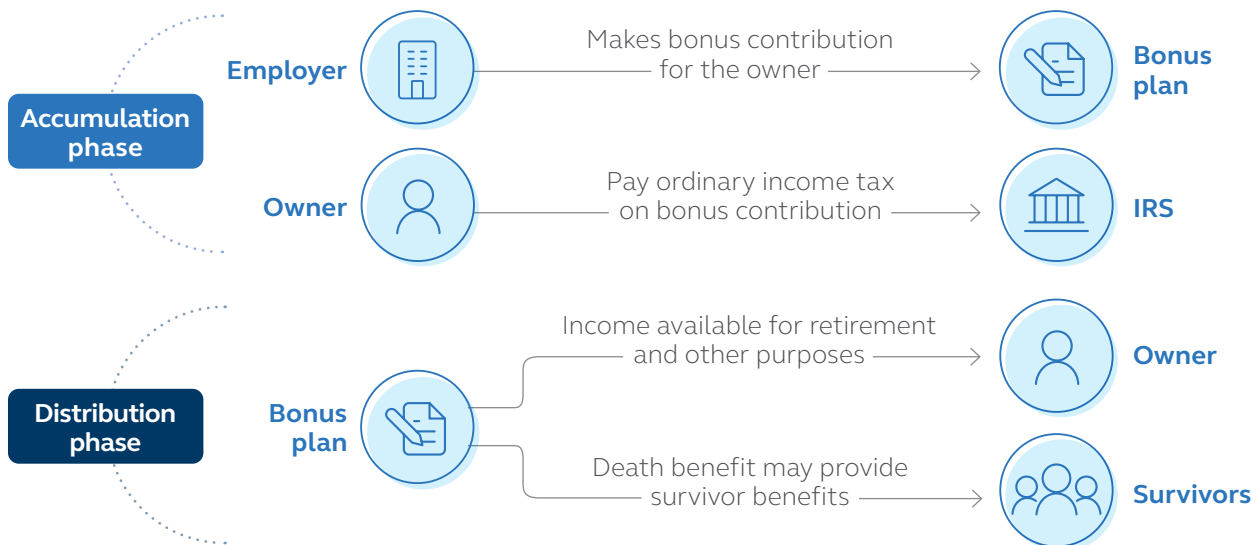 Accumulation
phase
Employer
Makes bonus contribution
for the owner
Bonus
plan
Owner
Pay ordinary income tax
on bonus contribution
IRS
Distribution
phase
Bonus
plan
Income available for retirement
and other purposes
Owner
Death benefit may provide
survivor benefits
Survivors